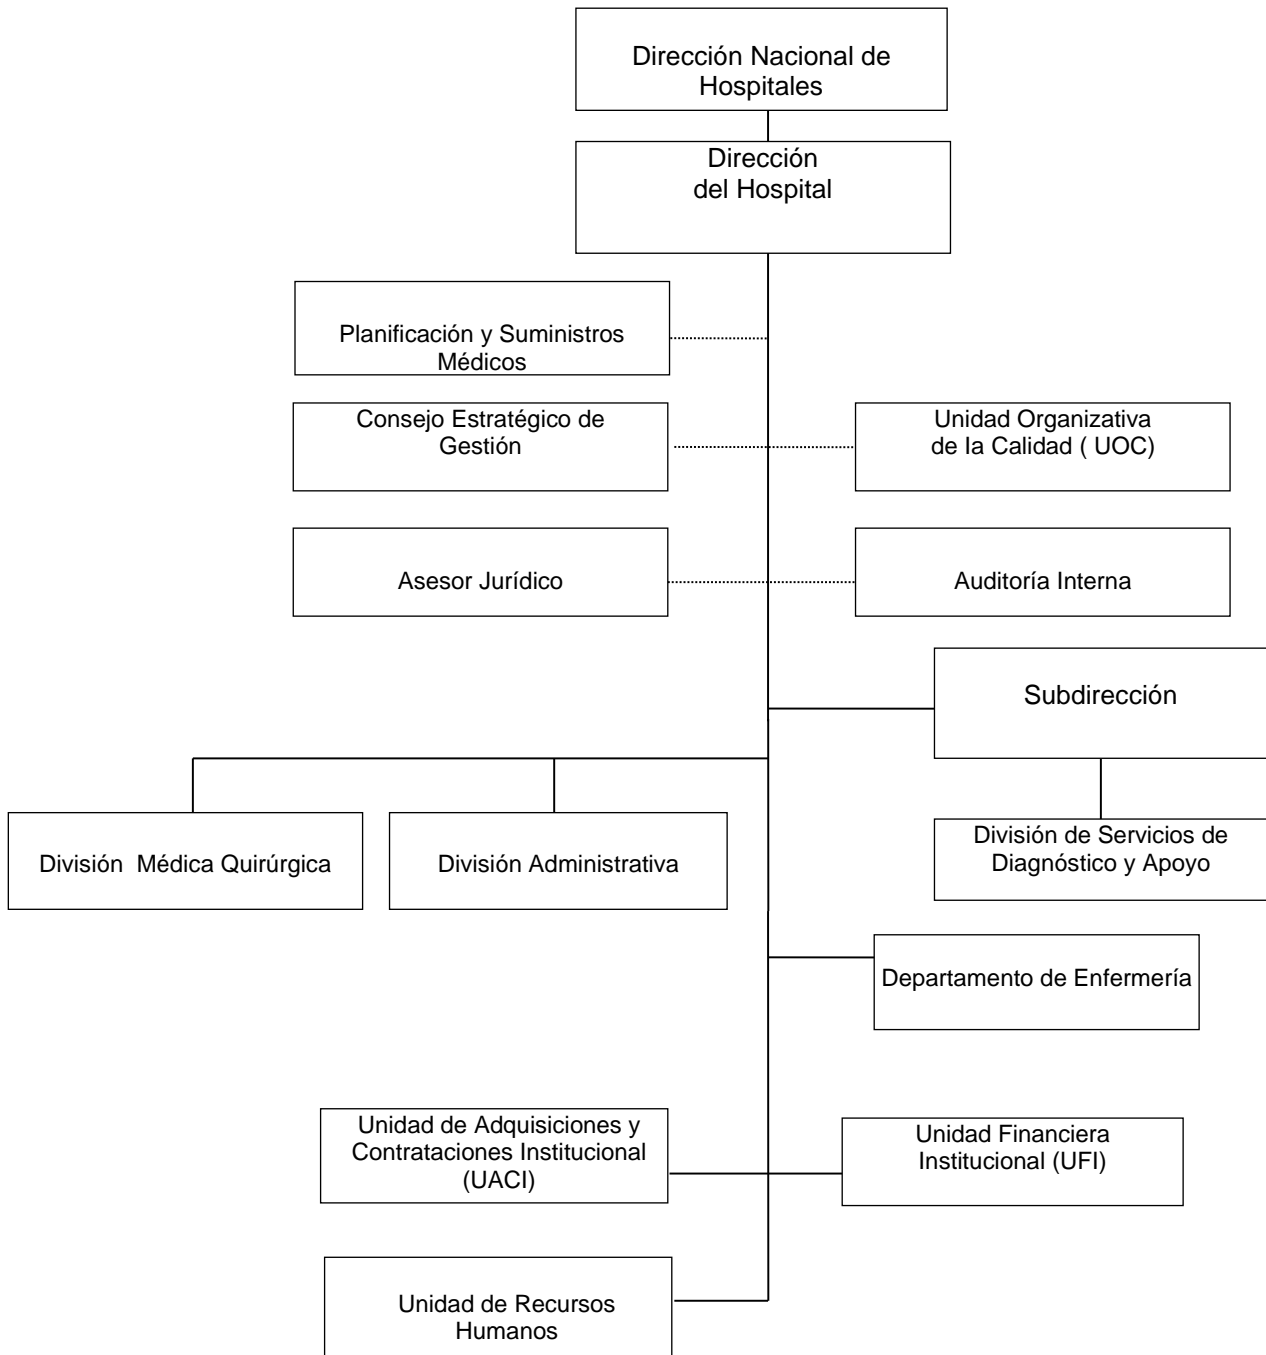 Dirección Nacional de
Hospitales
Dirección
del Hospital
Planificación y Suministros
Médicos
Consejo Estratégico de
Gestión
Unidad Organizativa
de la Calidad ( UOC)
Asesor Jurídico
Auditoría Interna
Subdirección
División  Médica Quirúrgica
División Administrativa
División de Servicios de
Diagnóstico y Apoyo
Departamento de Enfermería
Unidad de Adquisiciones y
Contrataciones Institucional
(UACI)
Unidad Financiera
Institucional (UFI)
Unidad de Recursos
Humanos